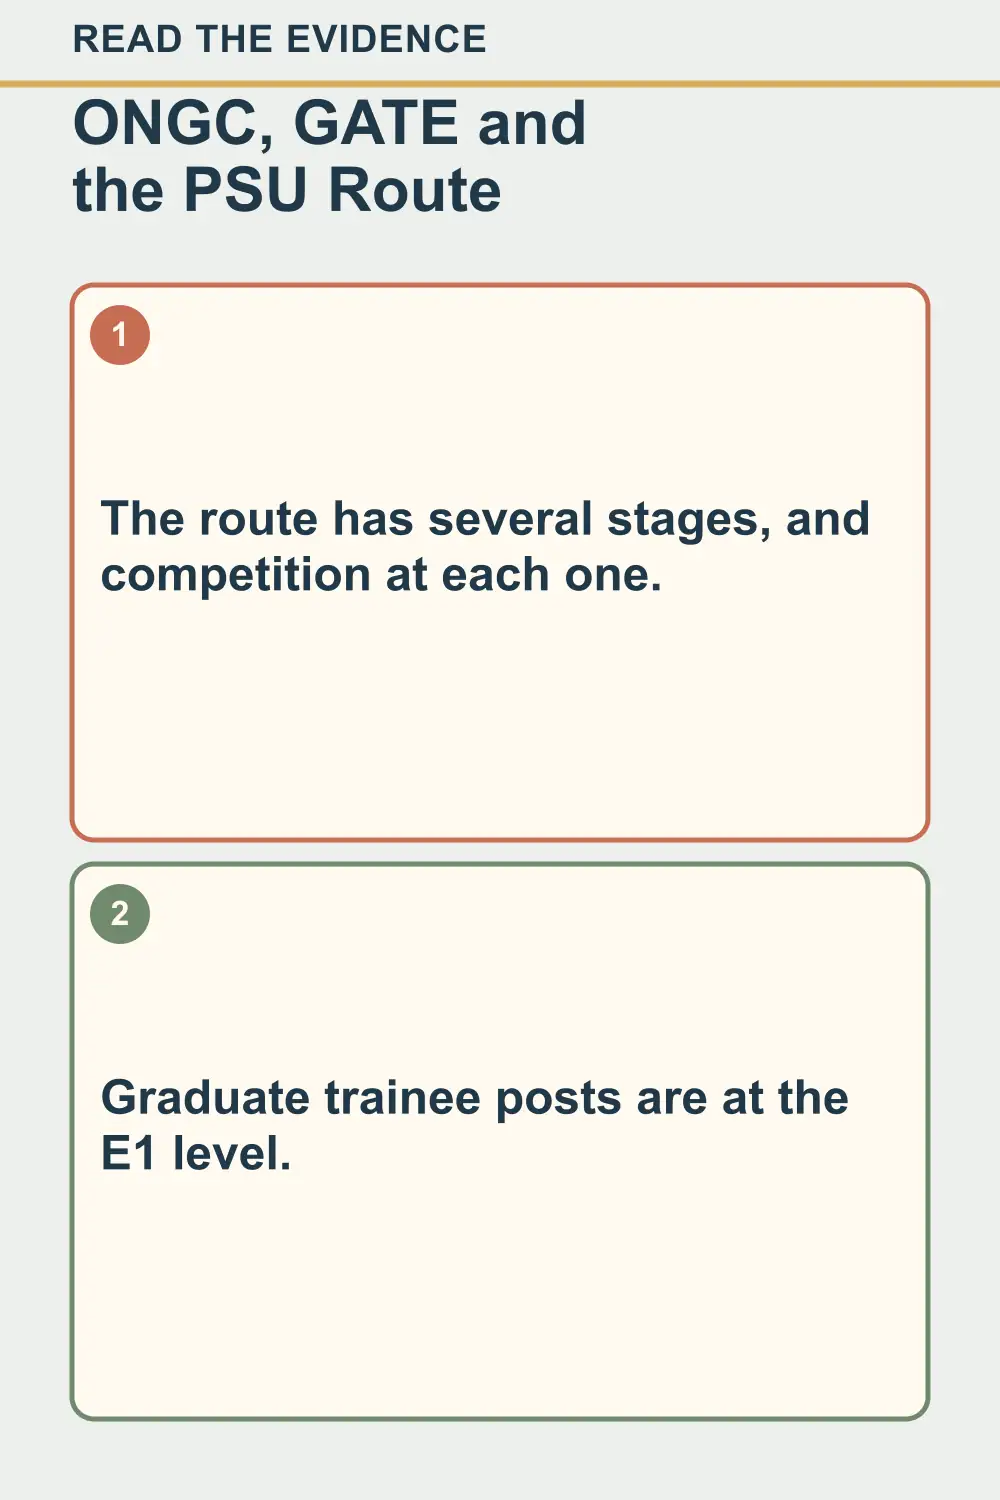 READ THE EVIDENCE
ONGC, GATE and
the PSU Route
1
The route has several stages, and
competition at each one.
2
Graduate trainee posts are at the
E1 level.